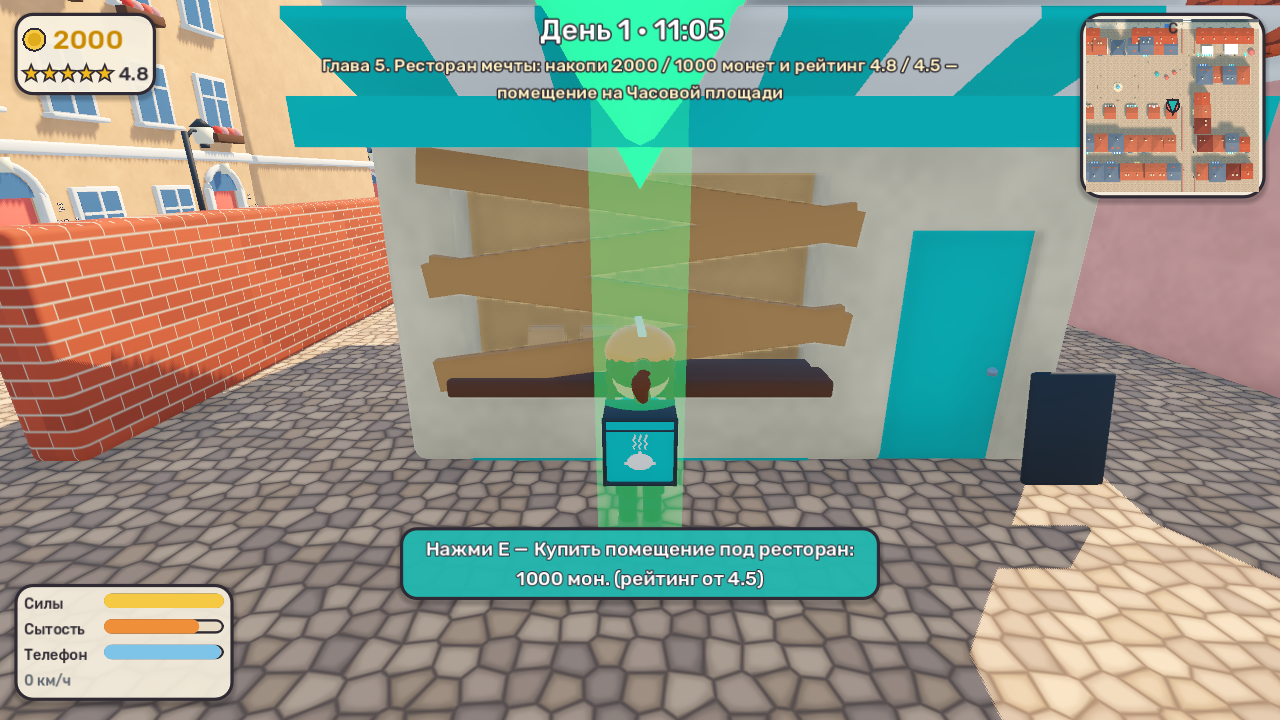 2000
4.8
День 1 • 11:05
Глава 5. Ресторан мечты: накопи 2000 / 1000 монет и рейтинг 4.8 / 4.5 —
помещение на Часовой площади
С
Нажми E — Купить помещение под ресторан:
1000 мон. (рейтинг от 4.5)
Силы
Сытость
Телефон
0 км/ч